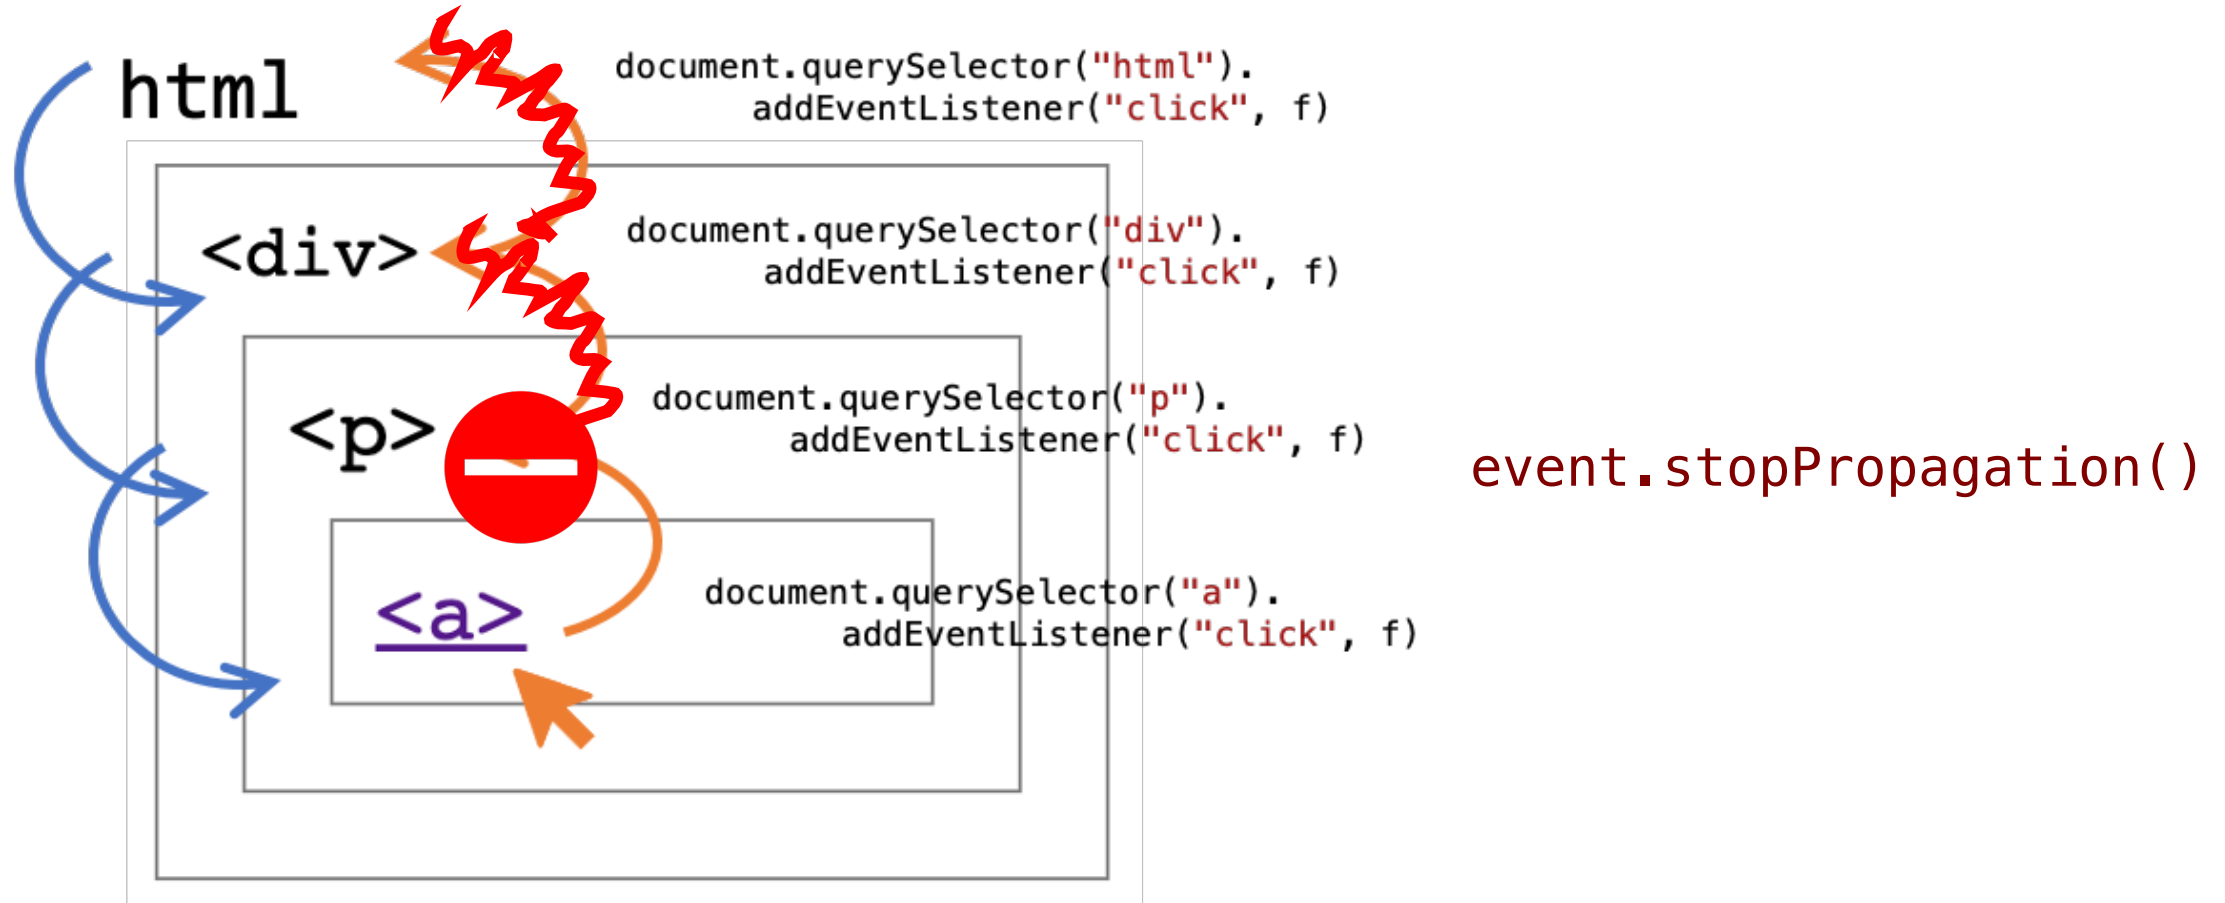 html
document.querySelector("html").
addEventListener("click", f)
<div>
document.querySelector("div").
addEventListener("click", f)
<p>
document.querySelector("p").
addEventListener("click", f)
event.stopPropagation()
<a>
document.querySelector("a").
addEventListener("click", f)